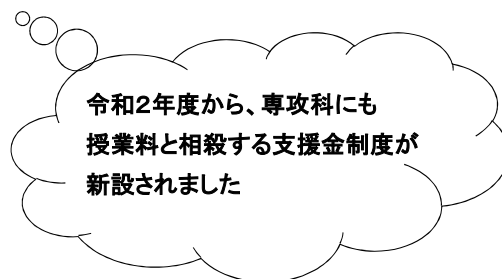 令和2年度から、専攻科にも
授業料と相殺する支援金制度が
新設されました